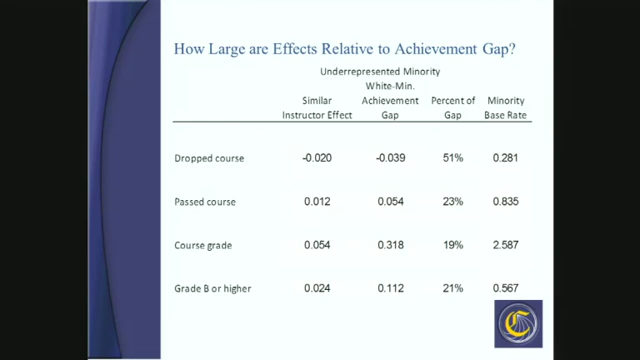 How Large are Effects Relative to Achievement Gap?
Underrepresented Minority
White-Min.
Similar Achievement Percent of Minority
Instructor Effect Gap Gap Base Rate
Dropped course -0.020 -0.039 51% 0.281
Passed course 0.012 0.054 23% 0.835
Course grade 0.054 0.318 19% 2.587
Grade B or higher 0.024 0.112 21% 0.567
C